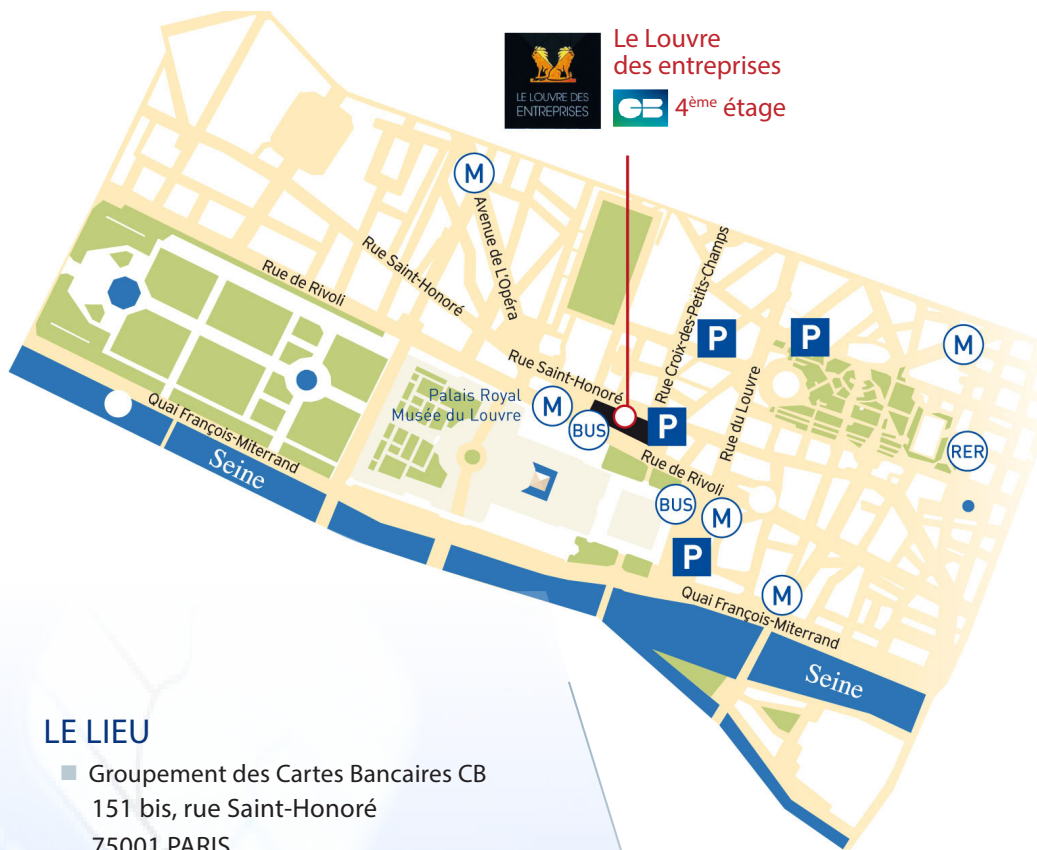 LE LOUVRE DES
ENTREPRISES
Le Louvre
des entreprises
CB 4ème étage
M
Avenue de L'Opéra
Rue Saint-Honoré
Rue de Rivoli
Rue Croix-des-Petits-Champs
P
P
M
Rue Saint-Honoré
Palais Royal
Musée du Louvre
M
BUS
P
Rue du Louvre
RER
Quai François-Miterrand
Seine
Rue de Rivoli
BUS
M
P
M
Quai François-Miterrand
Seine
LE LIEU
Groupement des Cartes Bancaires CB
151 bis, rue Saint-Honoré
75001 PARIS